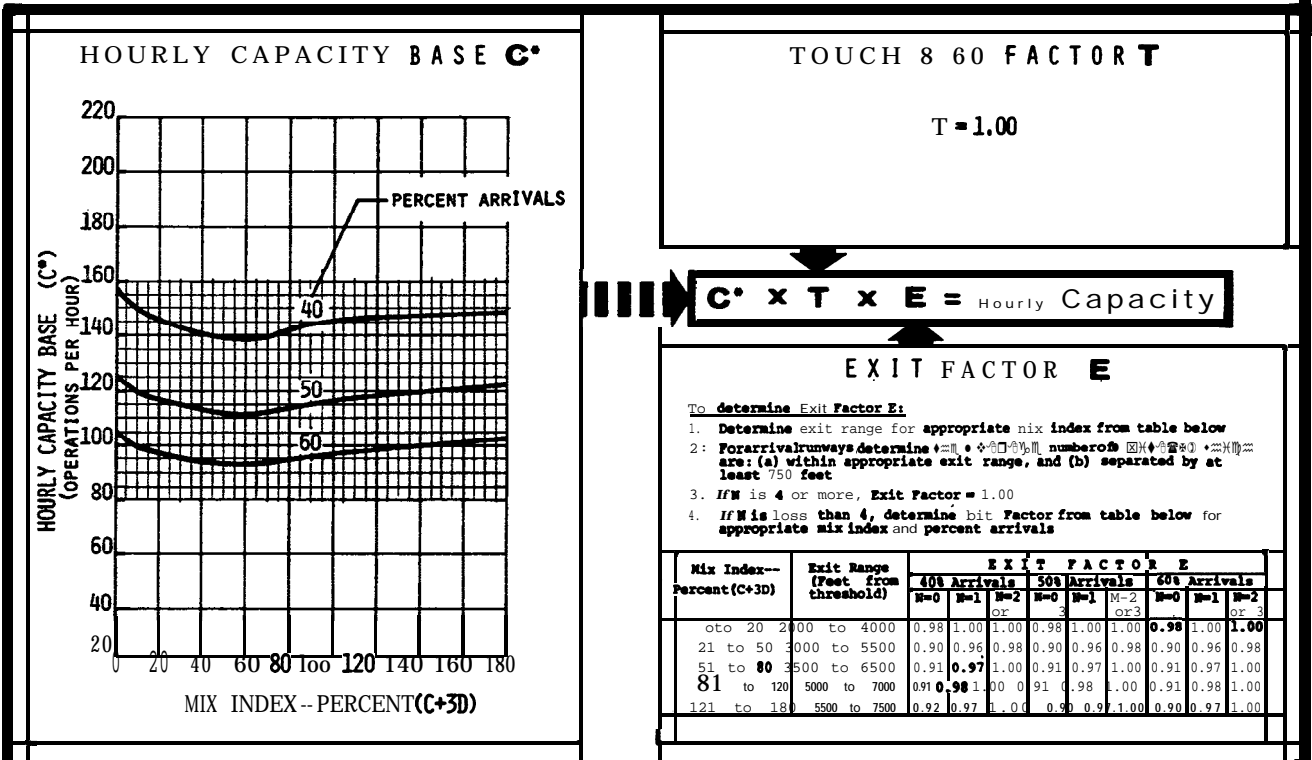 HOURLY CAPACITY BASE C*
220
200
180
160
140
120
100
80
60
40
20
HOURLY CAPACITY BASE (C*)
(OPERATIONS PER HOUR)
PERCENT ARRIVALS
40
50
60
0 20 40 60 80 100 120 140 160 180
MIX INDEX--PERCENT(C+3D)
TOUCH 8 60 FACTOR T
T = 1.00
C* X T X E = Hourly Capacity
EXIT FACTOR E
To determine Exit Factor E:
1. Determine exit range for appropriate nix index from table below
2: For arrival runways determine number of
are: (a) within appropriate exit range, and (b) separated by at
least 750 feet
3. If N is 4 or more, Exit Factor = 1.00
4. If N is loss than 4, determine bit Factor from table below for
appropriate mix index and percent arrivals
Mix Index--
Percent(C+3D)
Exit Range
(Feet from
threshold)
EXIT FACTOR E
40% Arrivals 50% Arrivals 60% Arrivals
N=0 N=1 N=2 or 3 N=0 N=1 M-2 or3 N=0 N=1 N=2 or 3
oto 20 2000 to 4000 0.98 1.00 1.00 0.98 1.00 1.00 0.98 1.00 1.00
21 to 50 3000 to 5500 0.90 0.96 0.98 0.90 0.96 0.98 0.90 0.96 0.98
51 to 80 3500 to 6500 0.91 0.97 1.00 0.91 0.97 1.00 0.91 0.97 1.00
81 to 120 5000 to 7000 0.91 0.98 1.00 0.91 0.98 1.00 0.91 0.98 1.00
121 to 180 5500 to 7500 0.92 0.97 1.00 0.90 0.97 1.00 0.90 0.97 1.00